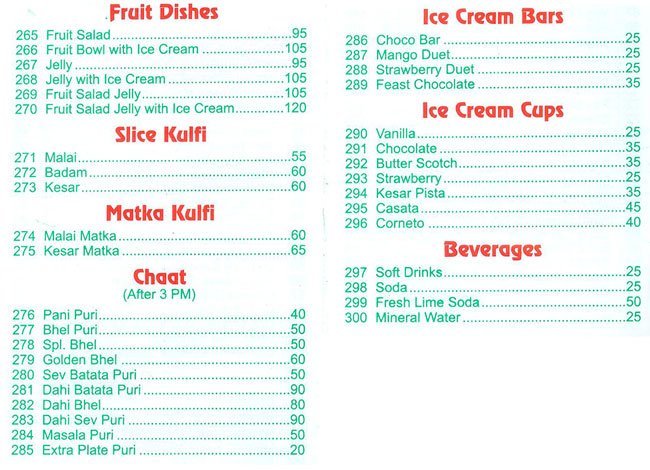 Fruit Dishes
265 Fruit Salad..........95
266 Fruit Bowl with Ice Cream..........105
267 Jelly..........95
268 Jelly with Ice Cream..........105
269 Fruit Salad Jelly..........105
270 Fruit Salad Jelly with Ice Cream..........120
Slice Kulfi
271 Malai..........55
272 Badam..........60
273 Kesar..........60
Matka Kulfi
274 Malai Matka..........60
275 Kesar Matka..........65
Chaat
(After 3 PM)
276 Pani Puri..........40
277 Bhel Puri..........50
278 Spl. Bhel..........50
279 Golden Bhel..........60
280 Sev Batata Puri..........50
281 Dahi Batata Puri..........90
282 Dahi Bhel..........80
283 Dahi Sev Puri..........90
284 Masala Puri..........50
285 Extra Plate Puri..........20
Ice Cream Bars
286 Choco Bar..........25
287 Mango Duet..........25
288 Strawberry Duet..........25
289 Feast Chocolate..........35
Ice Cream Cups
290 Vanilla..........25
291 Chocolate..........35
292 Butter Scotch..........35
293 Strawberry..........25
294 Kesar Pista..........35
295 Casata..........45
296 Corneto..........40
Beverages
297 Soft Drinks..........25
298 Soda..........25
299 Fresh Lime Soda..........50
300 Mineral Water..........25